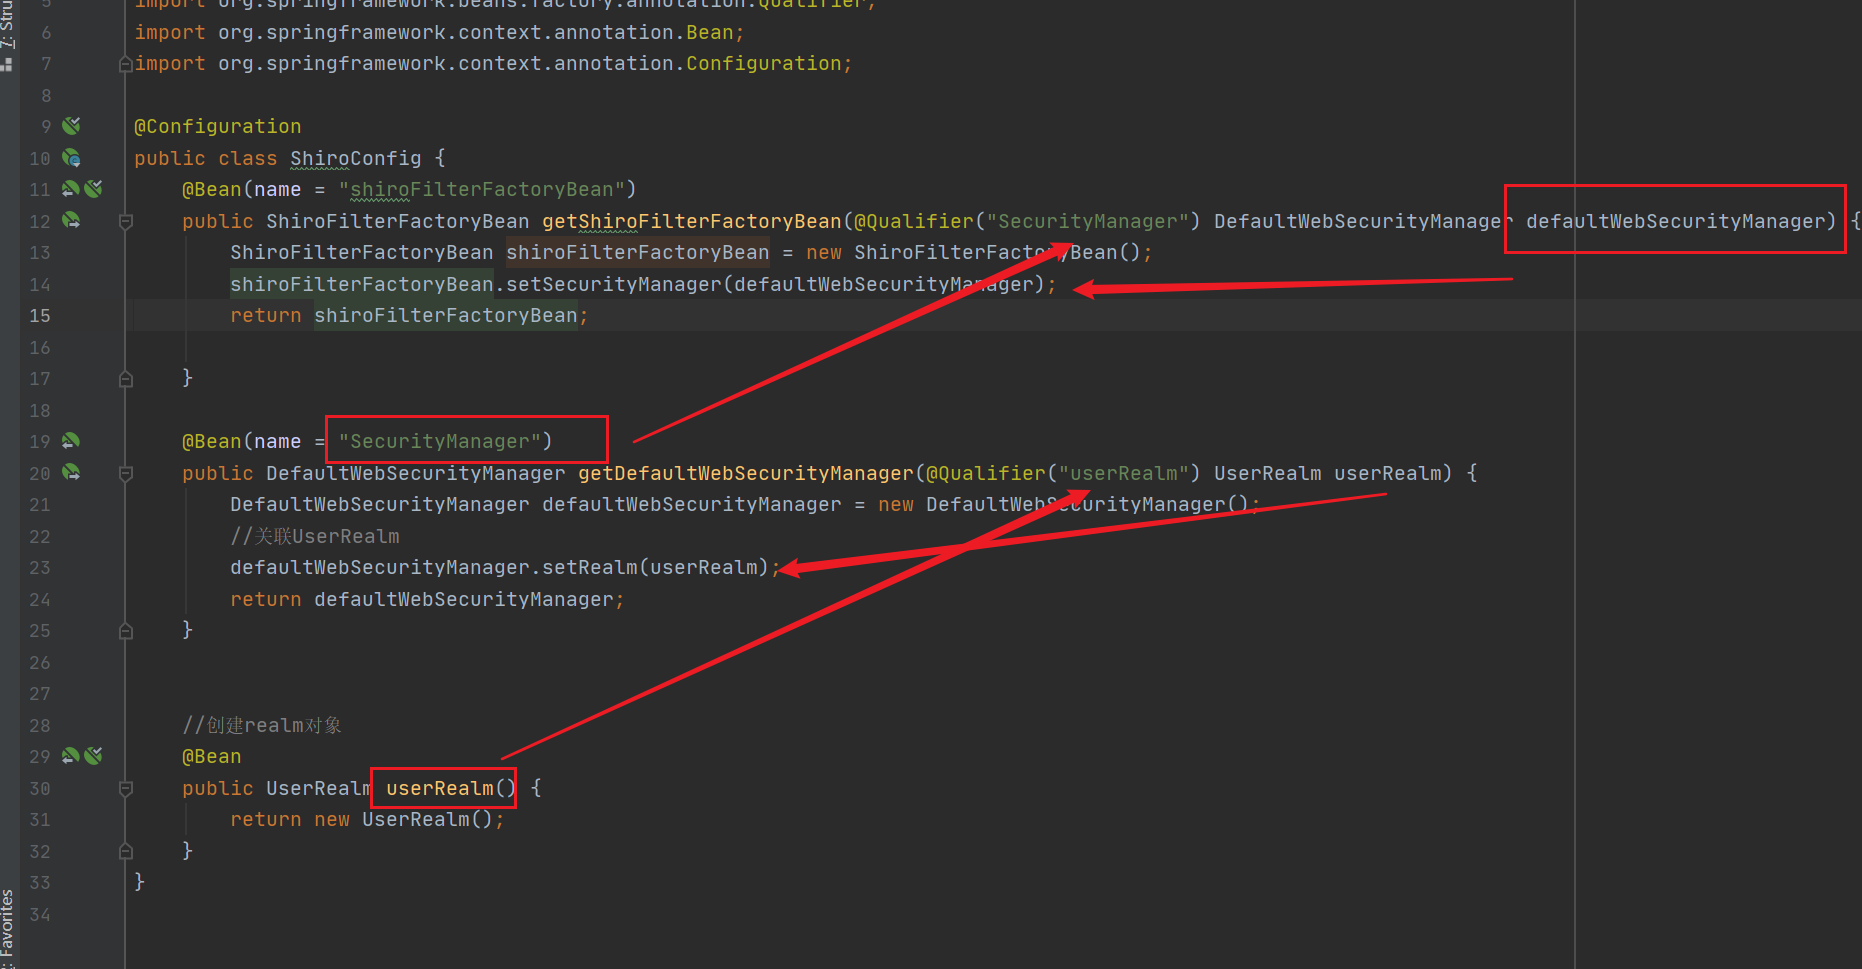 7: Stru
5 import org.springframework.beans.factory.annotation.Qualifier;
6 import org.springframework.context.annotation.Bean;
7 import org.springframework.context.annotation.Configuration;
8
9 @Configuration
10 public class ShiroConfig {
11 @Bean(name = "shiroFilterFactoryBean")
12 public ShiroFilterFactoryBean getShiroFilterFactoryBean(@Qualifier("SecurityManager") DefaultWebSecurityManager defaultWebSecurityManager) {
13 ShiroFilterFactoryBean shiroFilterFactoryBean = new ShiroFilterFactoryBean();
14 shiroFilterFactoryBean.setSecurityManager(defaultWebSecurityManager);
15 return shiroFilterFactoryBean;
16
17 }
18
19 @Bean(name = "SecurityManager")
20 public DefaultWebSecurityManager getDefaultWebSecurityManager(@Qualifier("userRealm") UserRealm userRealm) {
21 DefaultWebSecurityManager defaultWebSecurityManager = new DefaultWebSecurityManager();
22 //关联UserRealm
23 defaultWebSecurityManager.setRealm(userRealm);
24 return defaultWebSecurityManager;
25 }
26
27
28 //创建realm对象
29 @Bean
30 public UserRealm userRealm() {
31 return new UserRealm();
32 }
33 }
34
Favorites